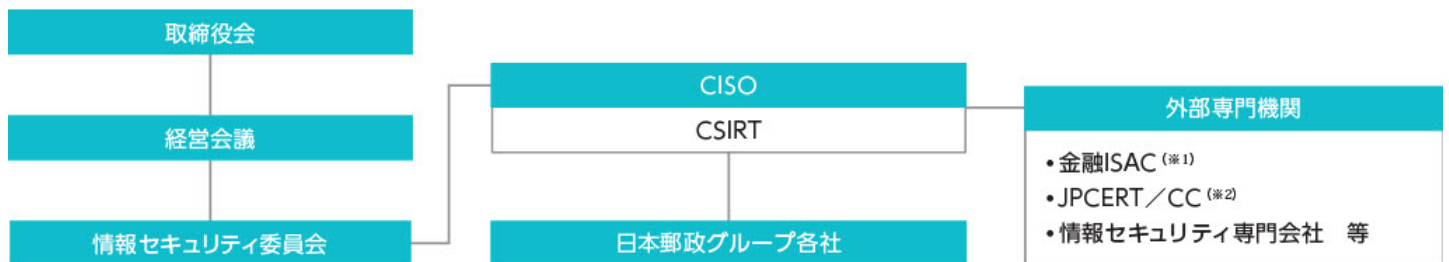 取締役会
経営会議
情報セキュリティ委員会
CISO
CSIRT
日本郵政グループ各社
外部専門機関
•金融ISAC(※1)
•JPCERT／CC(※2)
•情報セキュリティ専門会社　等